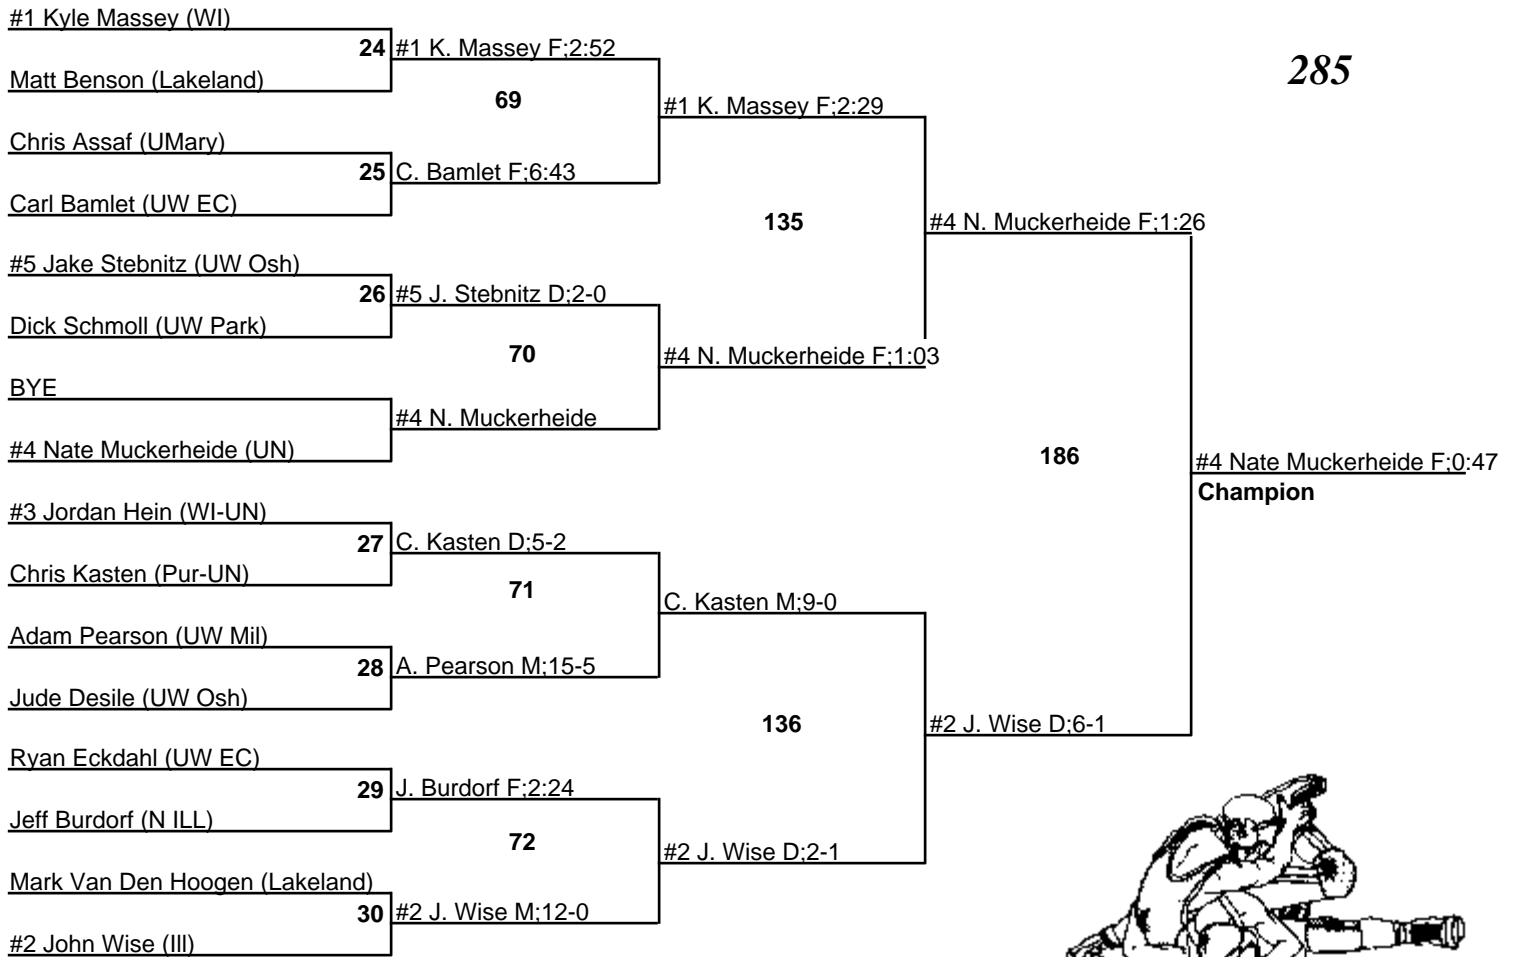 #1 Kyle Massey (WI)
24 #1 K. Massey F;2:52
285
Matt Benson (Lakeland)
69
#1 K. Massey F;2:29
Chris Assaf (UMary)
25 C. Bamlet F;6:43
Carl Bamlet (UW EC)
135
#4 N. Muckerheide F;1:26
#5 Jake Stebnitz (UW Osh)
26 #5 J. Stebnitz D;2-0
Dick Schmoll (UW Park)
70
#4 N. Muckerheide F;1:03
BYE
#4 N. Muckerheide
#4 Nate Muckerheide (UN)
186
#4 Nate Muckerheide F;0:47
Champion
#3 Jordan Hein (WI-UN)
27 C. Kasten D;5-2
Chris Kasten (Pur-UN)
71
C. Kasten M;9-0
Adam Pearson (UW Mil)
28 A. Pearson M;15-5
Jude Desile (UW Osh)
136
#2 J. Wise D;6-1
Ryan Eckdahl (UW EC)
29 J. Burdorf F;2:24
Jeff Burdorf (N ILL)
72
#2 J. Wise D;2-1
Mark Van Den Hoogen (Lakeland)
30 #2 J. Wise M;12-0
#2 John Wise (Ill)